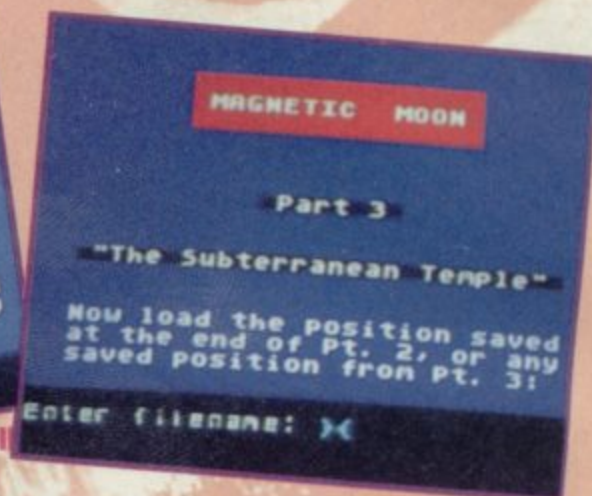 MAGNETIC MOON
Part 3
"The Subterranean Temple"
Now load the position saved
at the end of Pt. 2, or any
saved position from Pt. 3:
Enter filename: